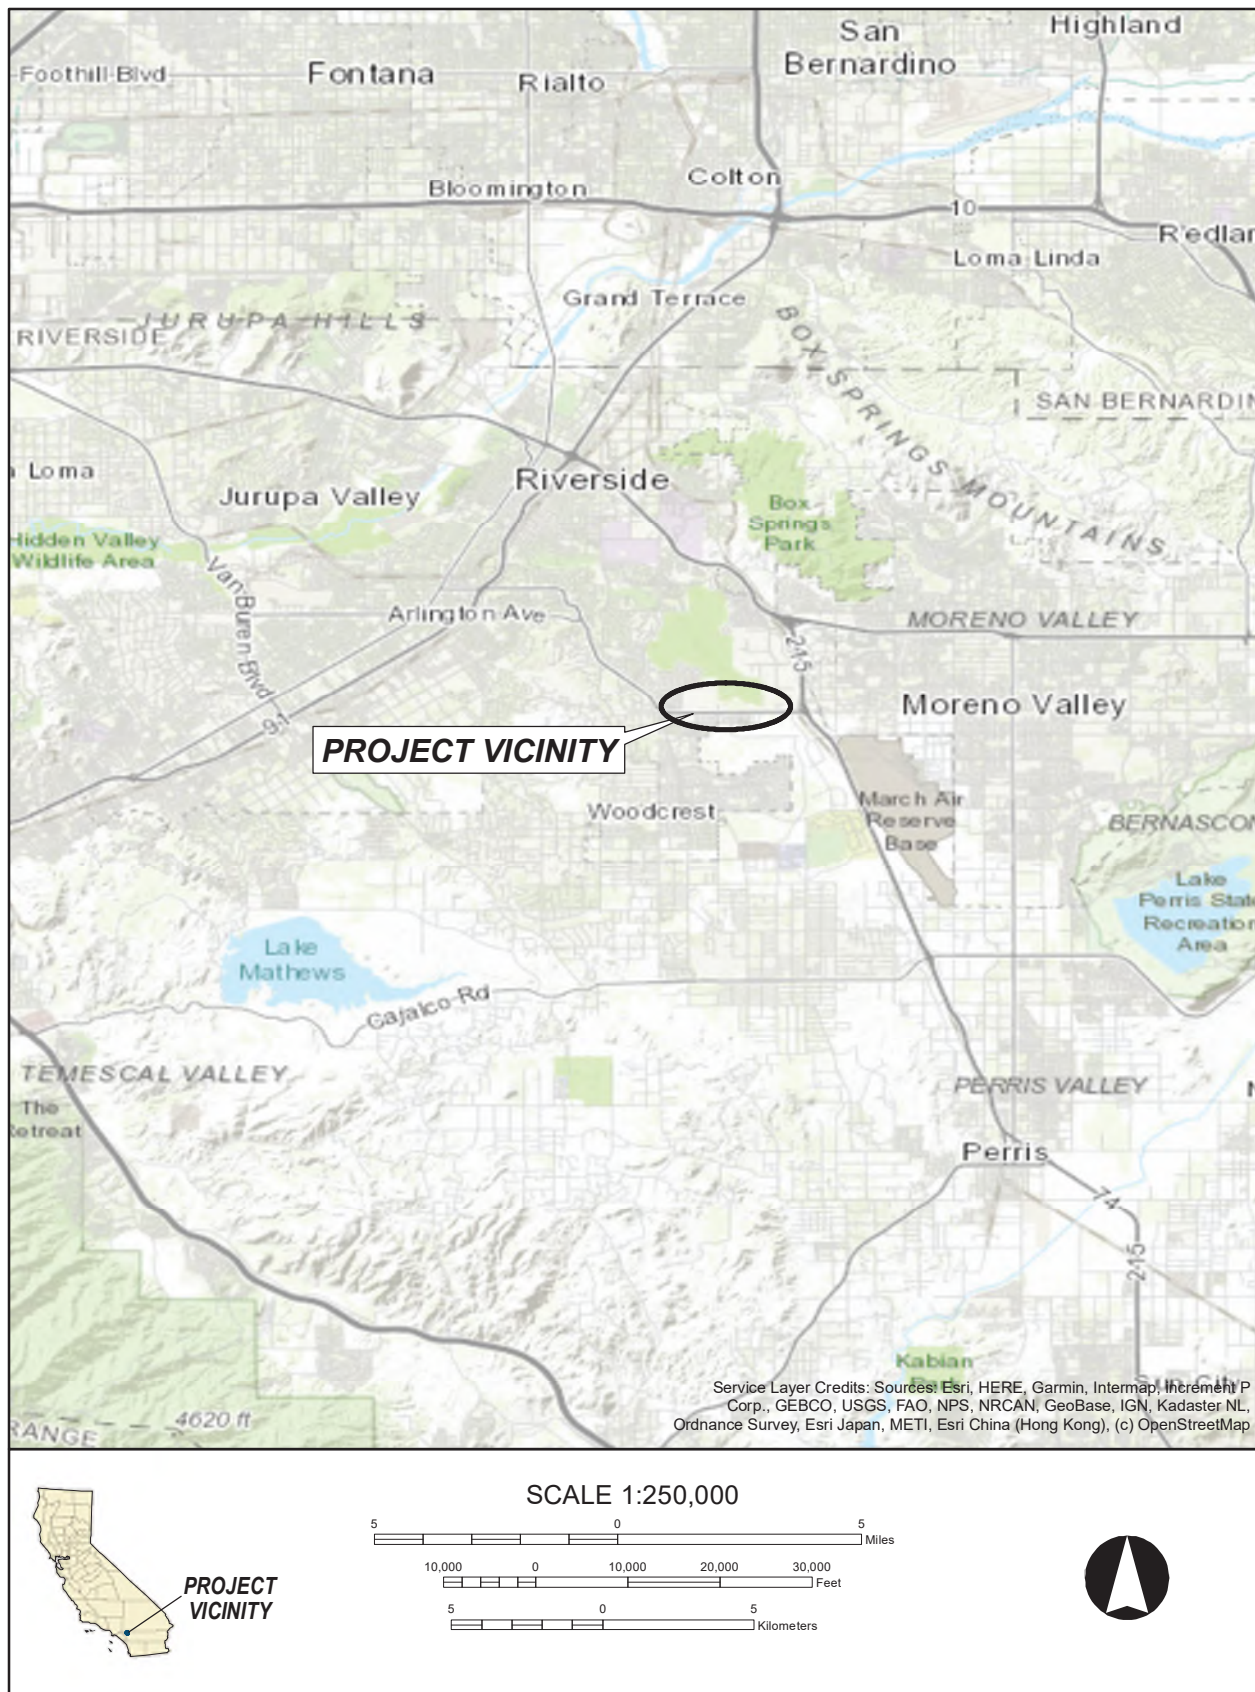 Highland
San
Bernardino
Foothil Blvd
Fontana
Rialto
Colton
Bloomington
10
Redlan
Loma Linda
Grand Terrace
JURUPA HILLS
RIVERSIDE
BOX SPRINGS MOUNTAINS
SAN BERNARDIN
Loma
Riverside
Jurupa Valley
Box
Springs
Park
Hidden Valley
Wildlife Area
Van Buren Blvd
Arlington Ave
MORENO VALLEY
215
91
Moreno Valley
PROJECT VICINITY
Woodcrest
March Air
Reserve
Base
BERNASCON
Lake
Perris State
Recreation
Area
Lake
Mathews
Cajalco Rd
TEMESCAL VALLEY
PERRIS VALLEY
The
Retreat
Perris
74
215
Kabian
Park
Sun City
Service Layer Credits: Sources: Esri, HERE, Garmin, Intermap, increment P
Corp., GEBCO, USGS, FAO, NPS, NRCAN, GeoBase, IGN, Kadaster NL,
Ordnance Survey, Esri Japan, METI, Esri China (Hong Kong), (c) OpenStreetMap
4620 ft
RANGE
SCALE 1:250,000
5 0 5
Miles
10,000 0 10,000 20,000 30,000
Feet
5 0 5
Kilometers
PROJECT
VICINITY